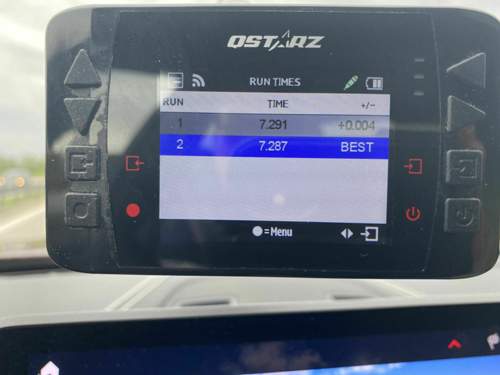 QSTARZ
RUN TIMES
RUN TIME +/-
1 7.291 +0.004
2 7.287 BEST
=Menu